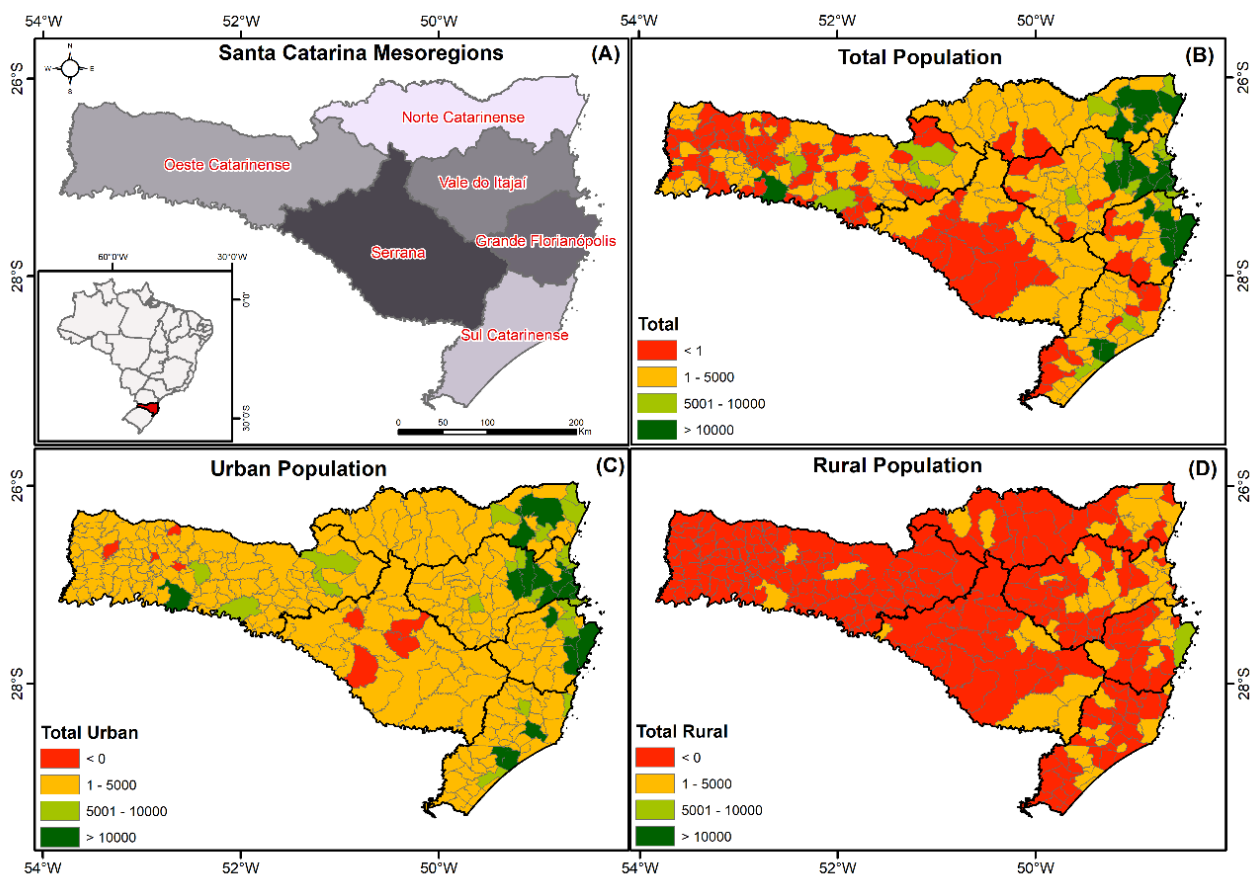 54°W 52°W 50°W 52°W 50°W
Santa Catarina Mesoregions (A)
N
W E
S
26°S
Norte Catarinense
Oeste Catarinense
Vale do Itajaí
Grande Florianópolis
Serrana
Sul Catarinense
28°S
60°0'W 30°0'W
0°0'
30°0'S
0 50 100 200
Km
Total Population (B)
26°S
28°S
Total
< 1
1 - 5000
5001 - 10000
> 10000
Urban Population (C)
26°S
28°S
Total Urban
< 0
1 - 5000
5001 - 10000
> 10000
Rural Population (D)
26°S
28°S
Total Rural
< 0
1 - 5000
5001 - 10000
> 10000
54°W 52°W 50°W 52°W 50°W